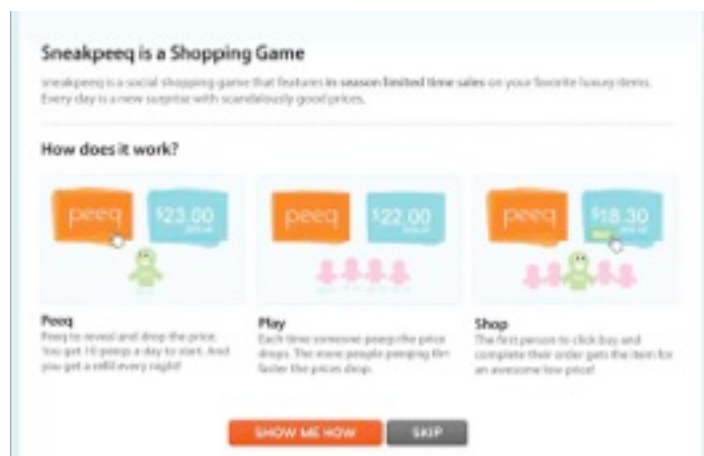 Sneakpeeq is a Shopping Game
sneakpeeq is a social shopping game that features in season limited time sales on your favorite luxury items.
Every day is a new surprise with scandalously good prices.
How does it work?
peeq $23.00
peeq $22.00
peeq $18.30
Peeq
Peeq to reveal and drop the price.
You get 10 peeqs a day to start. And
you get a refill every night!
Play
Each time someone peeqs the price
drops. The more people peeqing the
faster the prices drop.
Shop
The first person to click buy and
complete their order gets the item for
an awesome low price!
SHOW ME HOW SKIP